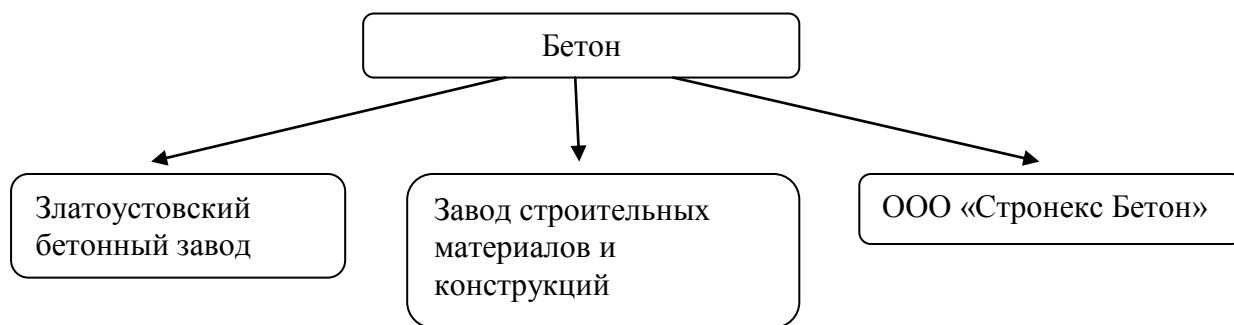 Бетон
Златоустовский
бетонный завод
Завод строительных
материалов и
конструкций
ООО «Стронекс Бетон»